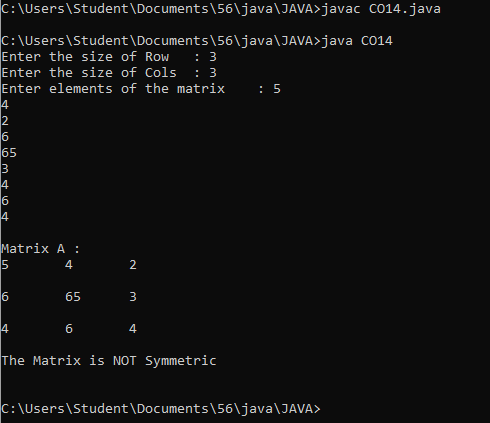 C:\Users\Student\Documents\56\java\JAVA>javac CO14.java
C:\Users\Student\Documents\56\java\JAVA>java CO14
Enter the size of Row   : 3
Enter the size of Cols  : 3
Enter elements of the matrix    : 5
4
2
6
65
3
4
6
4
Matrix A :
5       4       2
6       65      3
4       6       4
The Matrix is NOT Symmetric
C:\Users\Student\Documents\56\java\JAVA>